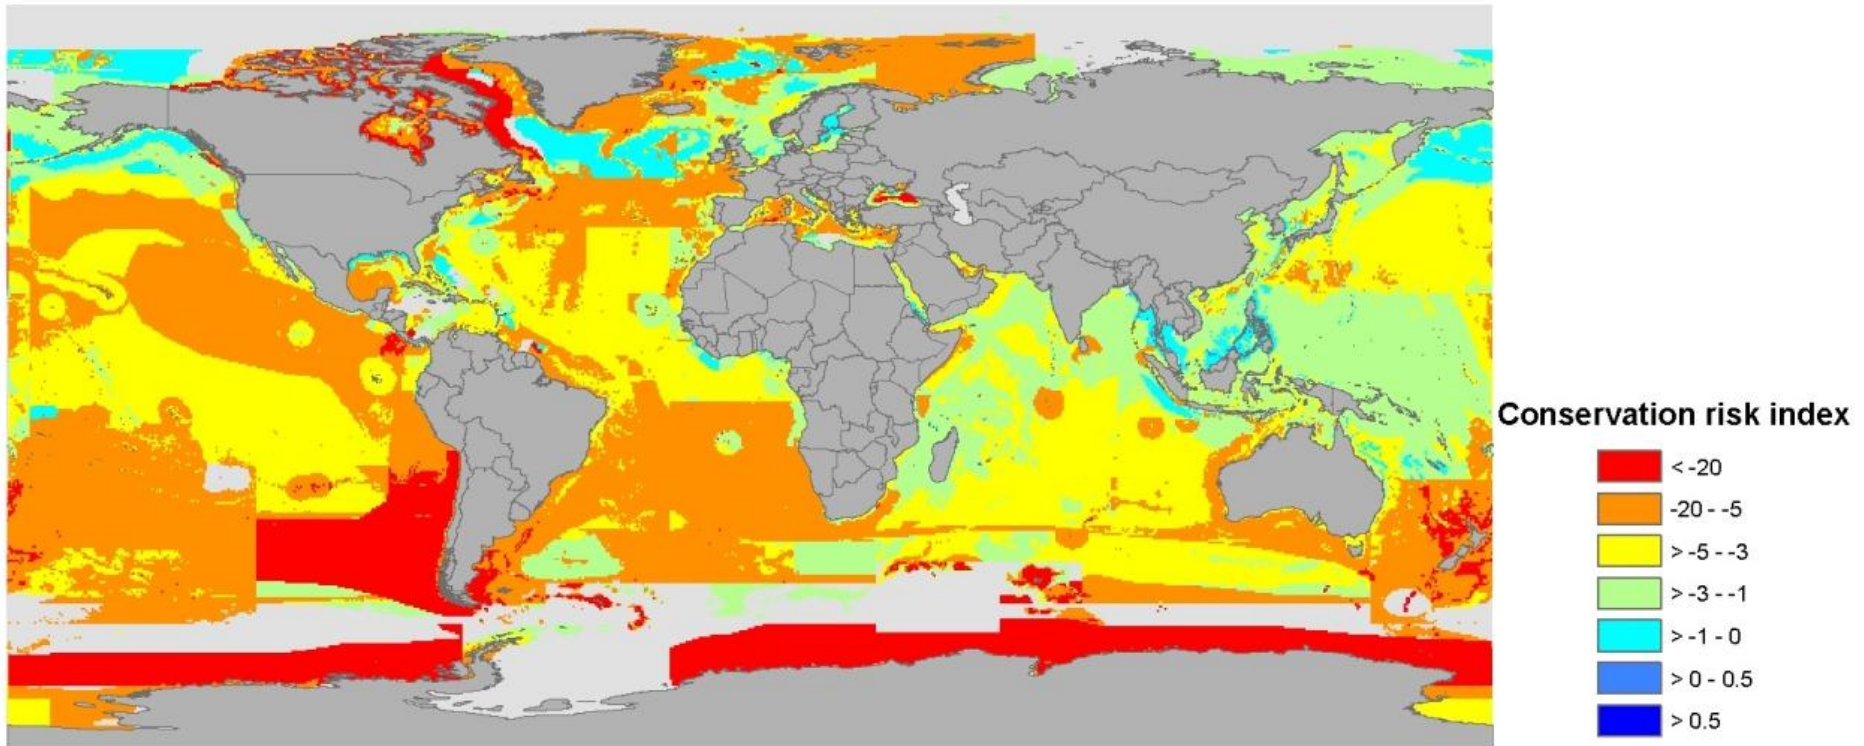 Conservation risk index
< -20
-20 - -5
> -5 - -3
> -3 - -1
> -1 - 0
> 0 - 0.5
> 0.5